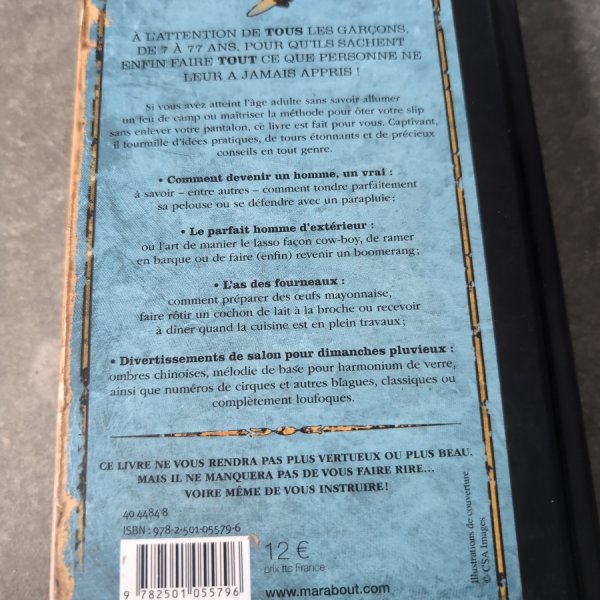 À L'ATTENTION DE TOUS LES GARÇONS,
DE 7 À 77 ANS, POUR QU'ILS SACHENT
ENFIN FAIRE TOUT CE QUE PERSONNE NE
LEUR A JAMAIS APPRIS !
Si vous avez atteint l'âge adulte sans savoir allumer
un feu de camp ou maîtriser la méthode pour ôter votre slip
sans enlever votre pantalon, ce livre est fait pour vous. Captivant,
il fourmille d'idées pratiques, de tours étonnants et de précieux
conseils en tout genre.
• Comment devenir un homme, un vrai :
à savoir – entre autres – comment tondre parfaitement
sa pelouse ou se défendre avec un parapluie ;
• Le parfait homme d'extérieur :
ou l'art de manier le lasso façon cow-boy, de ramer
en barque ou de faire (enfin) revenir un boomerang ;
• L'as des fourneaux :
comment préparer des œufs mayonnaise,
faire rôtir un cochon de lait à la broche ou recevoir
à dîner quand la cuisine est en plein travaux ;
• Divertissements de salon pour dimanches pluvieux :
ombres chinoises, mélodie de base pour harmonium de verre,
ainsi que numéros de cirques et autres blagues, classiques ou
complètement loufoques.
CE LIVRE NE VOUS RENDRA PAS PLUS VERTUEUX OU PLUS BEAU.
MAIS IL NE MANQUERA PAS DE VOUS FAIRE RIRE...
VOIRE MÊME DE VOUS INSTRUIRE !
40 4484 8
ISBN : 978-2-501-05579-6
12 €
prix ttc France
9 782501 055796
www.marabout.com
Illustrations de couverture
© CSA Images